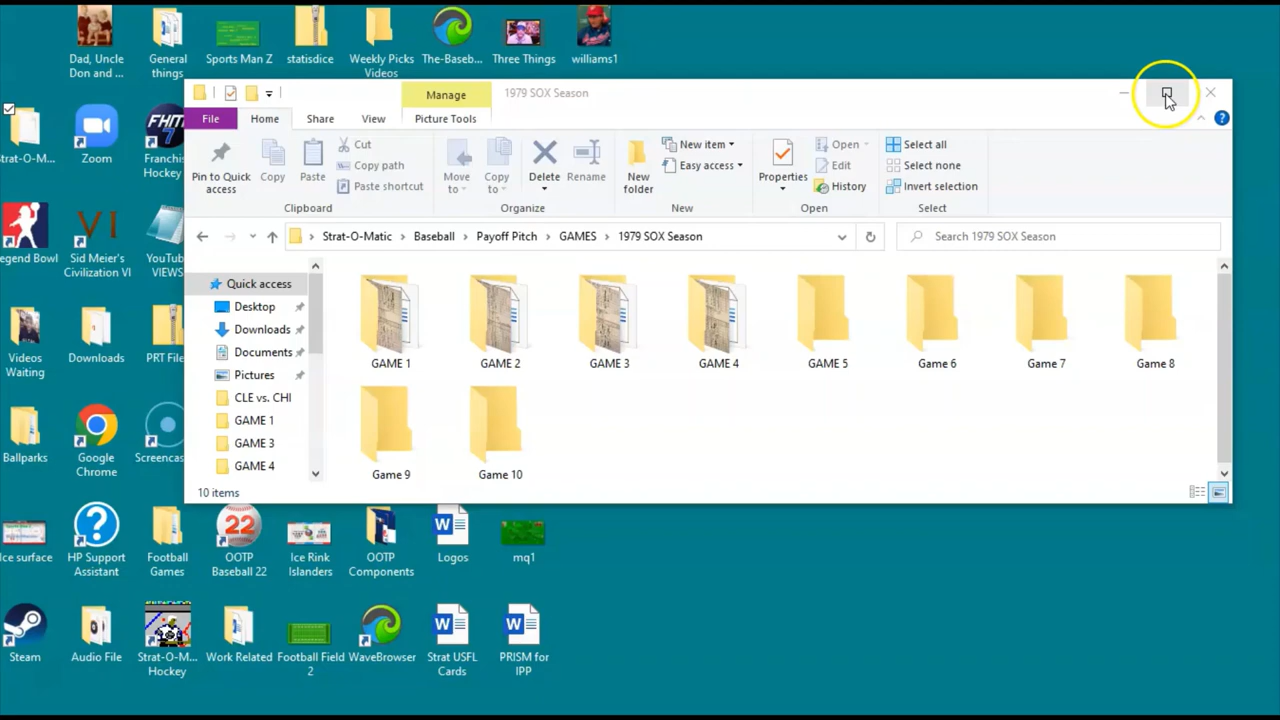 Dad, Uncle
Don and ...
General
things
Sports Man Z
statisdice
Weekly Picks
Videos
The-Baseb...
Three Things
williams1
Manage
1979 SOX Season
File
Home
Share
View
Picture Tools
Strat-O-M...
Zoom
FHM
7
Franchis
Hockey
Pin to Quick
access
Copy
Paste
Cut
Copy path
Paste shortcut
Clipboard
Move
to
Copy
to
Delete
Rename
Organize
New
folder
New item
Easy access
New
Properties
Open
Edit
History
Open
Select all
Select none
Invert selection
Select
Strat-O-Matic > Baseball > Payoff Pitch > GAMES > 1979 SOX Season
Search 1979 SOX Season
egend Bowl
VI
Sid Meier's
Civilization VI
YouTub
VIEWS
Quick access
Desktop
Downloads
Documents
Pictures
CLE vs. CHI
GAME 1
GAME 3
GAME 4
GAME 1
GAME 2
GAME 3
GAME 4
GAME 5
Game 6
Game 7
Game 8
Game 9
Game 10
10 items
Videos
Waiting
Downloads
PRT File
Ballparks
Google
Chrome
Screencas
ce surface
HP Support
Assistant
Football
Games
22
OOTP
Baseball 22
Ice Rink
Islanders
OOTP
Components
W
Logos
mq1
Steam
Audio File
Strat-O-M...
Hockey
Work Related
Football Field
2
WaveBrowser
W
Strat USFL
Cards
W
PRISM for
IPP